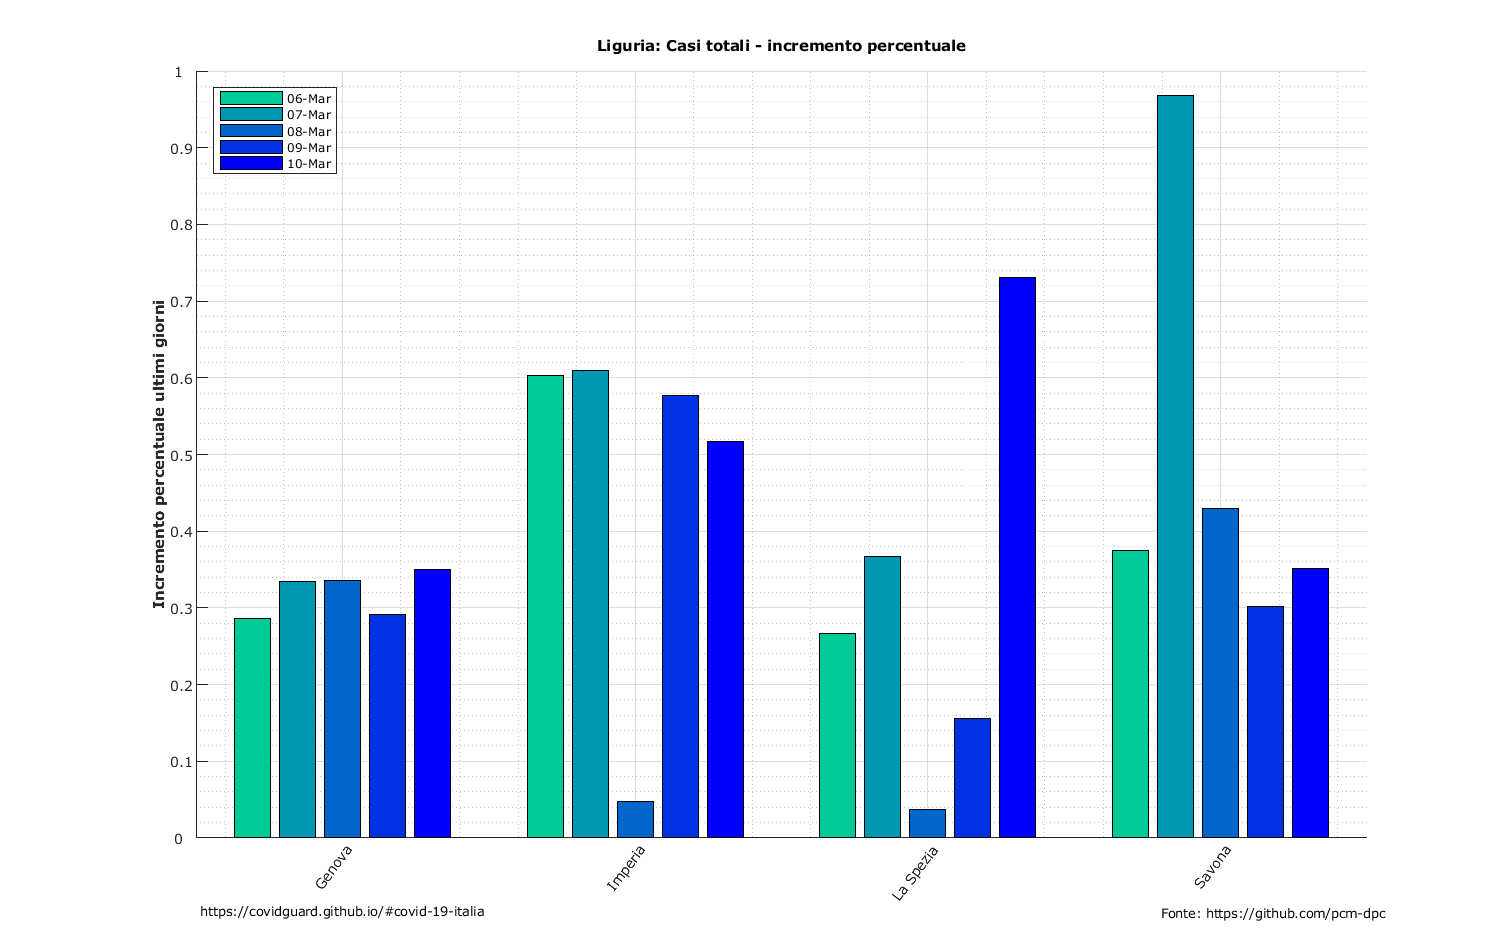 Liguria: Casi totali - incremento percentuale
1
0.9
0.8
0.7
0.6
0.5
0.4
0.3
0.2
0.1
0
Incremento percentuale ultimi giorni
06-Mar
07-Mar
08-Mar
09-Mar
10-Mar
Genova
Imperia
La Spezia
Savona
https://covidguard.github.io/#covid-19-italia
Fonte: https://github.com/pcm-dpc